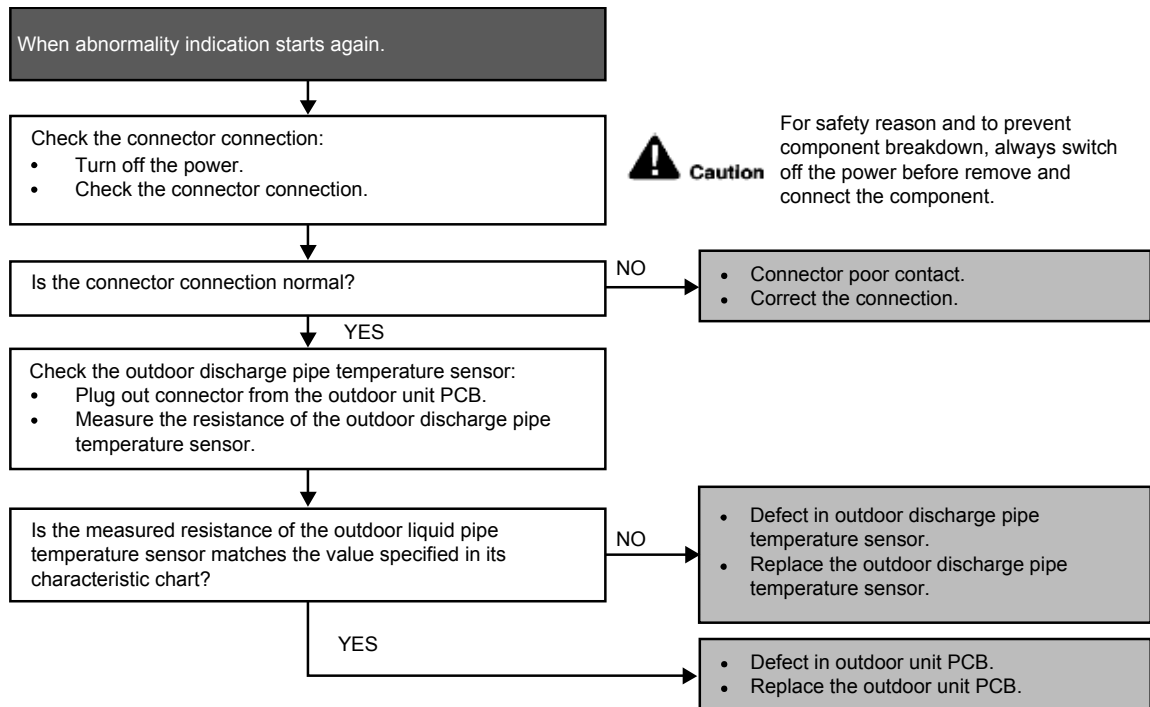 When abnormality indication starts again.
Check the connector connection:
• Turn off the power.
• Check the connector connection.
For safety reason and to prevent
component breakdown, always switch
off the power before remove and
connect the component.
Caution
Is the connector connection normal?
NO
• Connector poor contact.
• Correct the connection.
YES
Check the outdoor discharge pipe temperature sensor:
• Plug out connector from the outdoor unit PCB.
• Measure the resistance of the outdoor discharge pipe
temperature sensor.
Is the measured resistance of the outdoor liquid pipe
temperature sensor matches the value specified in its
characteristic chart?
NO
• Defect in outdoor discharge pipe
temperature sensor.
• Replace the outdoor discharge pipe
temperature sensor.
YES
• Defect in outdoor unit PCB.
• Replace the outdoor unit PCB.